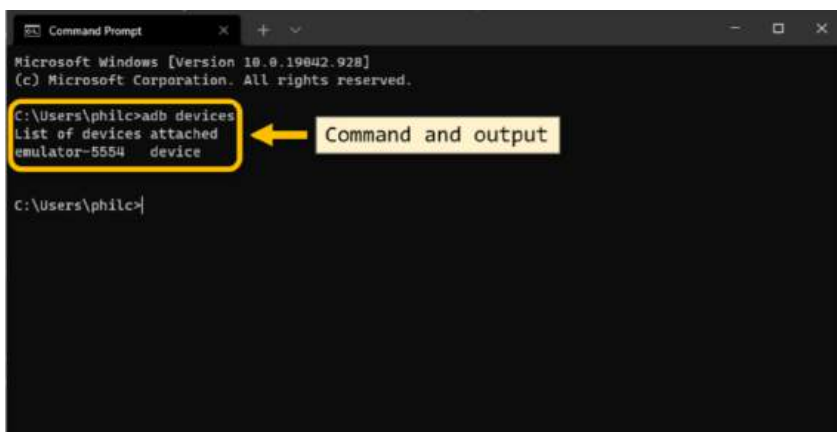 Command Prompt
Microsoft Windows [Version 10.0.19042.928]
(c) Microsoft Corporation. All rights reserved.
C:\Users\philc>adb devices
List of devices attached
emulator-5554 device
Command and output
C:\Users\philc>